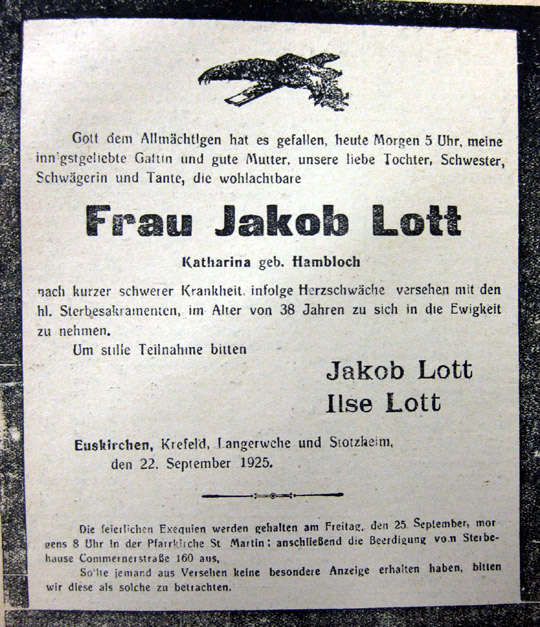 Gott dem Allmächtigen hat es gefallen, heute Morgen 5 Uhr, meine
innigstgeliebte Gattin und gute Mutter, unsere liebe Tochter, Schwester,
Schwägerin und Tante, die wohlachtbare
Frau Jakob Lott
Katharina geb. Hambloch
nach kurzer schwerer Krankheit, infolge Herzschwäche versehen mit den
hl. Sterbesakramenten, im Alter von 38 Jahren zu sich in die Ewigkeit
zu nehmen.
Um stille Teilnahme bitten
Jakob Lott
Ilse Lott
Euskirchen, Krefeld, Langerwehe und Stotzheim,
den 22. September 1925.
Die feierlichen Exequien werden gehalten am Freitag, den 25. September, mor-
gens 8 Uhr in der Pfarrkirche St. Martin; anschließend die Beerdigung vom Sterbe-
hause Commernerstraße 160 aus,
Sollte jemand aus Versehen keine besondere Anzeige erhalten haben, bitten
wir diese als solche zu betrachten.